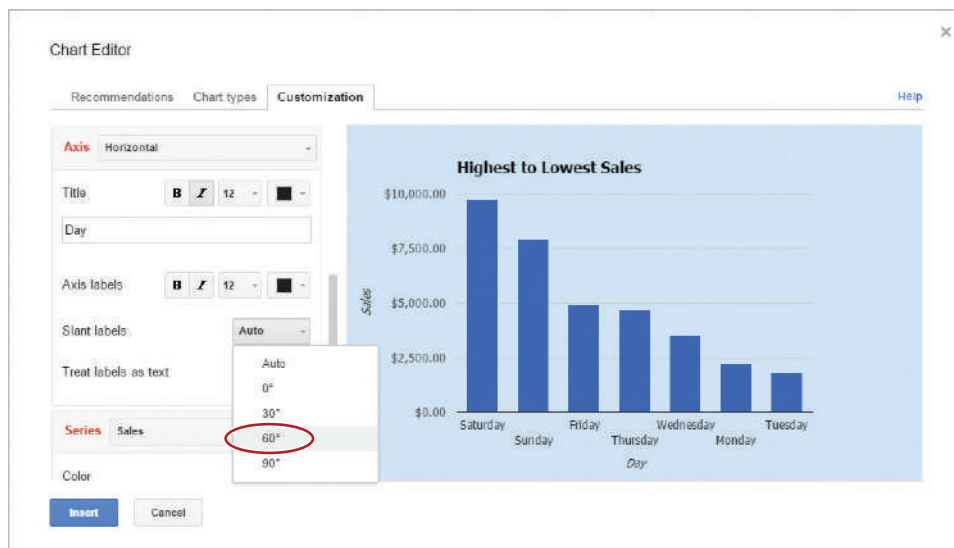 ×
Chart Editor
Recommendations Chart types Customization Help
Axis Horizontal
Title B I 12
Day
Axis labels B I 12
Slant labels Auto
Treat labels as text
Auto
0°
30°
60°
90°
Series Sales
Color
Insert Cancel
Highest to Lowest Sales
$10,000.00
$7,500.00
$5,000.00
$2,500.00
$0.00
Sales
Saturday Friday Wednesday Tuesday
Sunday Thursday Monday
Day